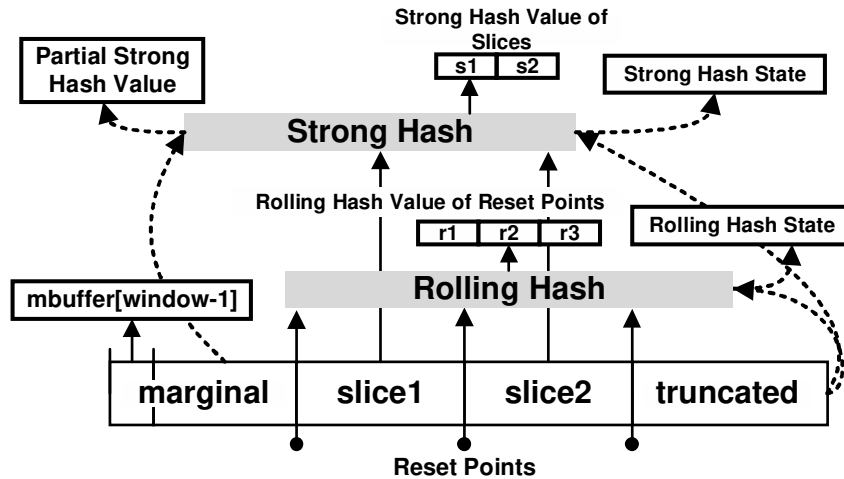 Strong Hash Value of
Slices
Partial Strong
Hash Value
s1 s2
Strong Hash State
Strong Hash
Rolling Hash Value of Reset Points
r1 r2 r3
Rolling Hash State
mbuffer[window-1]
Rolling Hash
marginal slice1 slice2 truncated
Reset Points